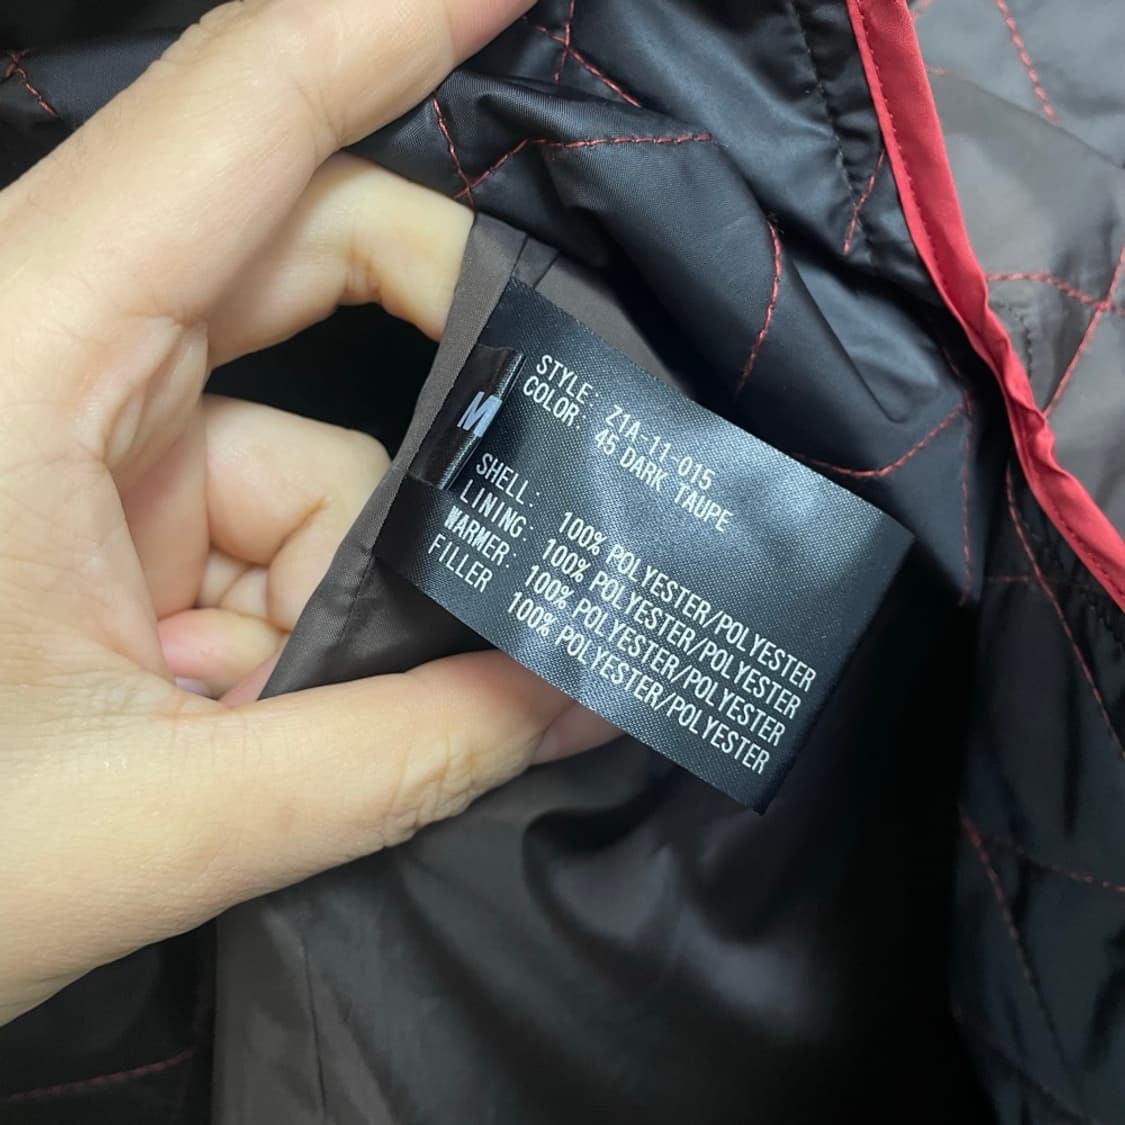 STYLE: Z1A-11-015
COLOR: 45 DARK TAUPE
M
SHELL: 100% POLYESTER/POLYESTER
LINING: 100% POLYESTER/POLYESTER
WARMER: 100% POLYESTER/POLYESTER
FILLER 100% POLYESTER/POLYESTER